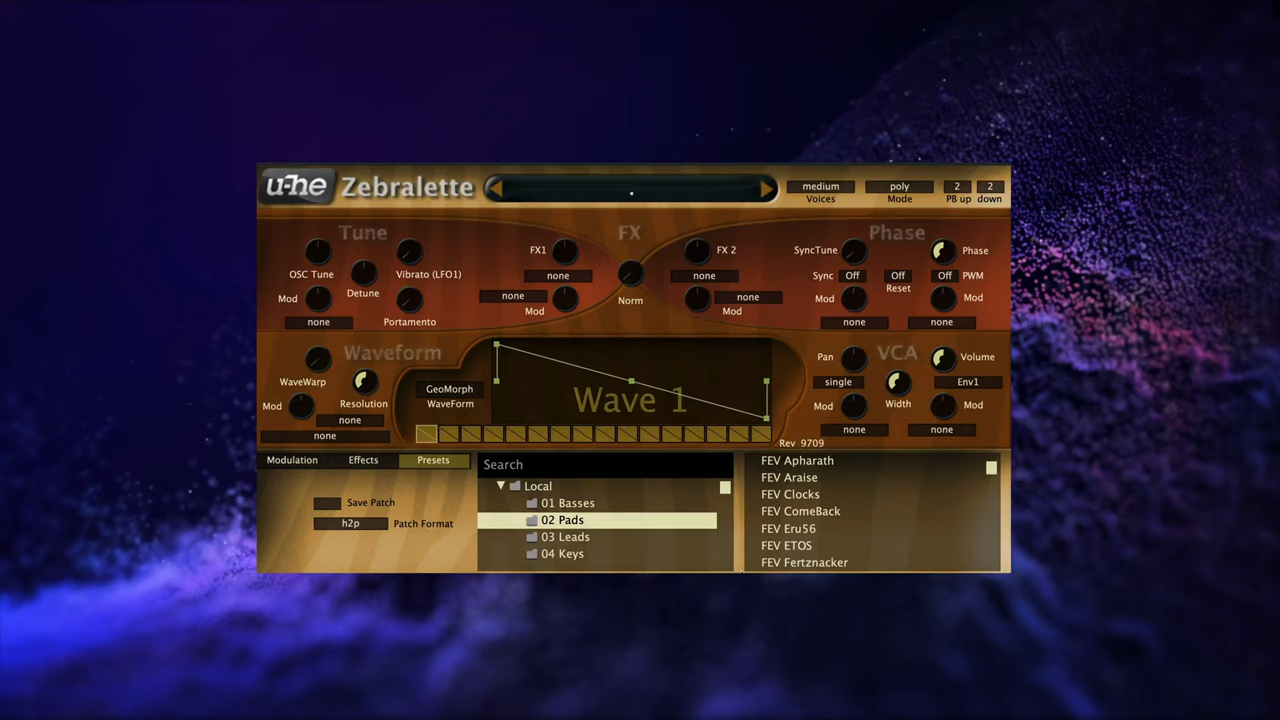 u-he Zebralette
medium
Voices
poly
Mode
2 2
PB up down
Tune
OSC Tune
Vibrato (LFO1)
Detune
Mod
none
Portamento
FX
FX1
none
none
Mod
Norm
FX 2
none
none
Mod
Phase
SyncTune
Phase
Sync Off
Off
Reset
Off PWM
Mod
none
Mod
none
Waveform
WaveWarp
Resolution
Mod
none
none
GeoMorph
WaveForm
Wave 1
VCA
Pan
single
Volume
Env1
Width
Mod
none
Mod
none
Rev 9709
Modulation Effects Presets
Save Patch
h2p Patch Format
Search
Local
01 Basses
02 Pads
03 Leads
04 Keys
FEV Apharath
FEV Araise
FEV Clocks
FEV ComeBack
FEV Eru56
FEV ETOS
FEV Fertznacker